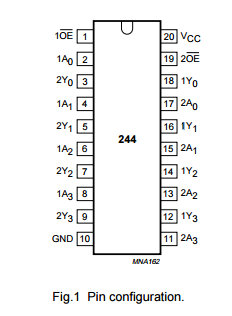 1OE 1 20 VCC
1A0 2 19 2OE
2Y0 3 18 1Y0
1A1 4 17 2A0
2Y1 5 16 1Y1
1A2 6 244 15 2A1
2Y2 7 14 1Y2
1A3 8 13 2A2
2Y3 9 12 1Y3
GND 10 11 2A3
MNA162
Fig.1 Pin configuration.